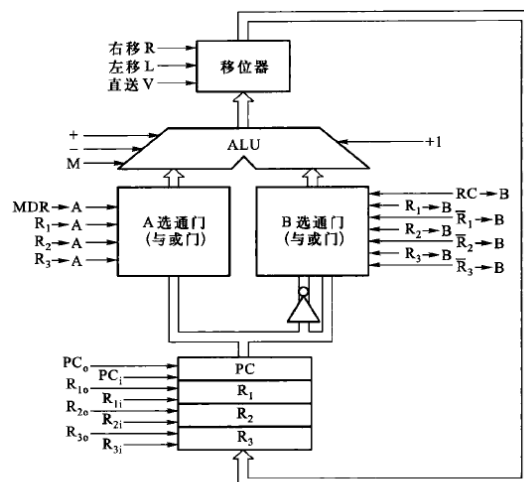 右移 R
左移 L
直送 V
移位器
+
−
M
ALU
+1
MDR→A
R₁→A
R₂→A
R₃→A
A选通门
(与或门)
B选通门
(与或门)
RC→B
R₁→B
R̅₁→B
R₂→B
R̅₂→B
R₃→B
R̅₃→B
PCₒ
PCᵢ
R₁ₒ
R₁ᵢ
R₂ₒ
R₂ᵢ
R₃ₒ
R₃ᵢ
PC
R₁
R₂
R₃